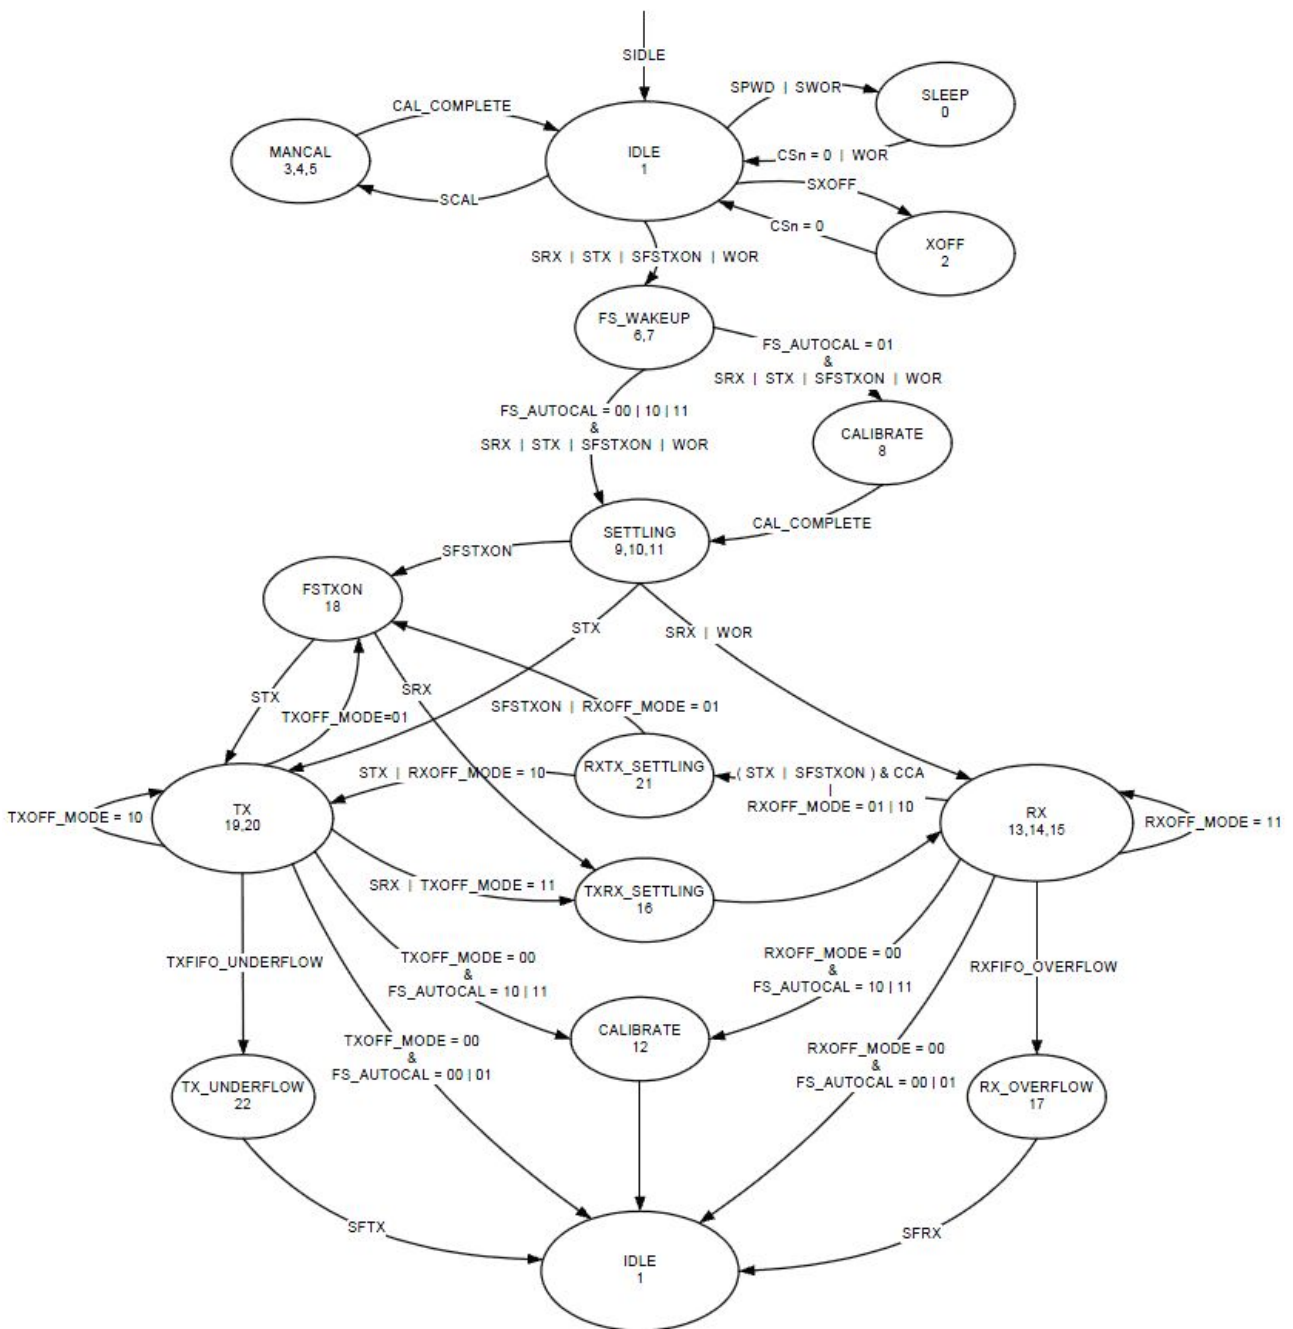 SIDLE
SPWD | SWOR
SLEEP
0
CAL_COMPLETE
MANCAL
3,4,5
IDLE
1
CSn = 0 | WOR
SCAL
SXOFF
CSn = 0
XOFF
2
SRX | STX | SFSTXON | WOR
FS_WAKEUP
6,7
FS_AUTOCAL = 01
&
SRX | STX | SFSTXON | WOR
FS_AUTOCAL = 00 | 10 | 11
&
SRX | STX | SFSTXON | WOR
CALIBRATE
8
CAL_COMPLETE
SETTLING
9,10,11
SFSTXON
FSTXON
18
STX
SRX | WOR
STX
SRX
TXOFF_MODE=01
SFSTXON | RXOFF_MODE = 01
RXTX_SETTLING
21
STX | RXOFF_MODE = 10
( STX | SFSTXON ) & CCA
|
RXOFF_MODE = 01 | 10
TXOFF_MODE = 10
TX
19,20
RX
13,14,15
RXOFF_MODE = 11
SRX | TXOFF_MODE = 11
TXRX_SETTLING
16
TXFIFO_UNDERFLOW
TXOFF_MODE = 00
&
FS_AUTOCAL = 10 | 11
RXOFF_MODE = 00
&
FS_AUTOCAL = 10 | 11
RXFIFO_OVERFLOW
CALIBRATE
12
TXOFF_MODE = 00
&
FS_AUTOCAL = 00 | 01
RXOFF_MODE = 00
&
FS_AUTOCAL = 00 | 01
TX_UNDERFLOW
22
RX_OVERFLOW
17
SFTX
SFRX
IDLE
1